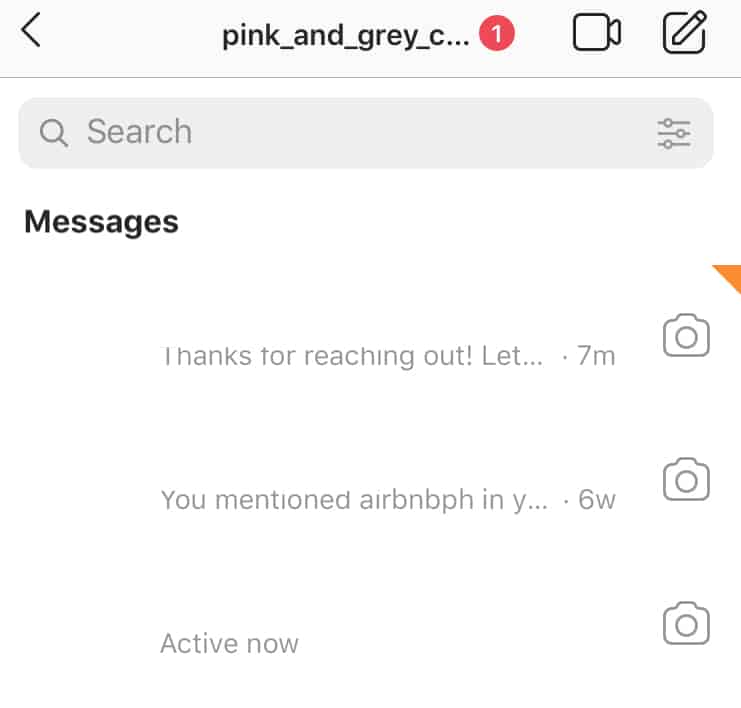 pink_and_grey_c... 1
Search
Messages
Thanks for reaching out! Let... · 7m
You mentioned airbnbph in y... · 6w
Active now